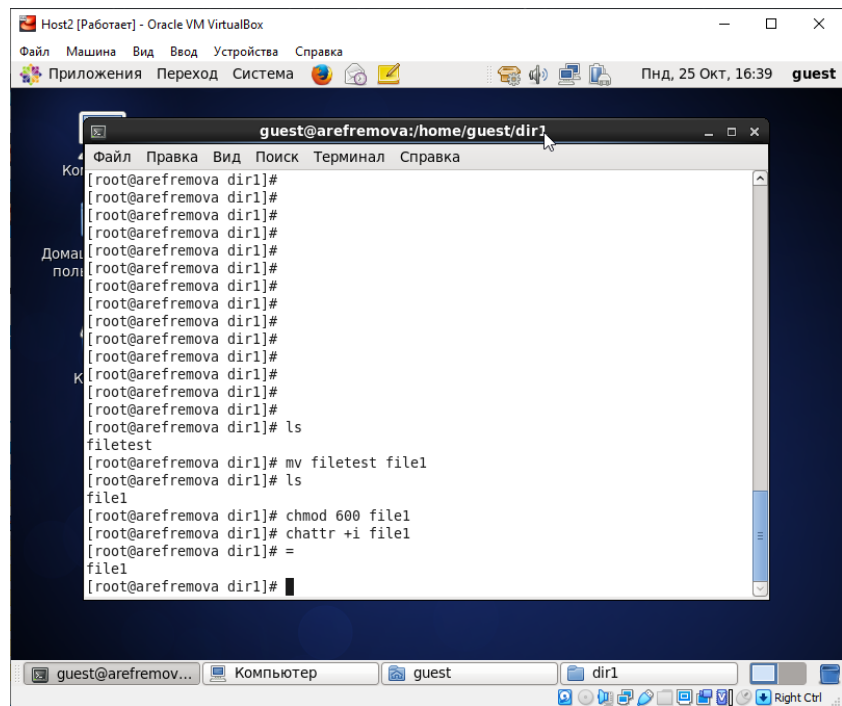 Host2 [Работает] - Oracle VM VirtualBox
Файл Машина Вид Ввод Устройства Справка
Приложения Переход Система Пнд, 25 Окт, 16:39 guest
guest@arefremova:/home/guest/dir1
Файл Правка Вид Поиск Терминал Справка
[root@arefremova dir1]#
[root@arefremova dir1]#
[root@arefremova dir1]#
[root@arefremova dir1]#
[root@arefremova dir1]#
[root@arefremova dir1]#
[root@arefremova dir1]#
[root@arefremova dir1]#
[root@arefremova dir1]#
[root@arefremova dir1]#
[root@arefremova dir1]#
[root@arefremova dir1]#
[root@arefremova dir1]#
[root@arefremova dir1]#
[root@arefremova dir1]# ls
filetest
[root@arefremova dir1]# mv filetest file1
[root@arefremova dir1]# ls
file1
[root@arefremova dir1]# chmod 600 file1
[root@arefremova dir1]# chattr +i file1
[root@arefremova dir1]# =
file1
[root@arefremova dir1]#
guest@arefremov... Компьютер guest dir1
Right Ctrl